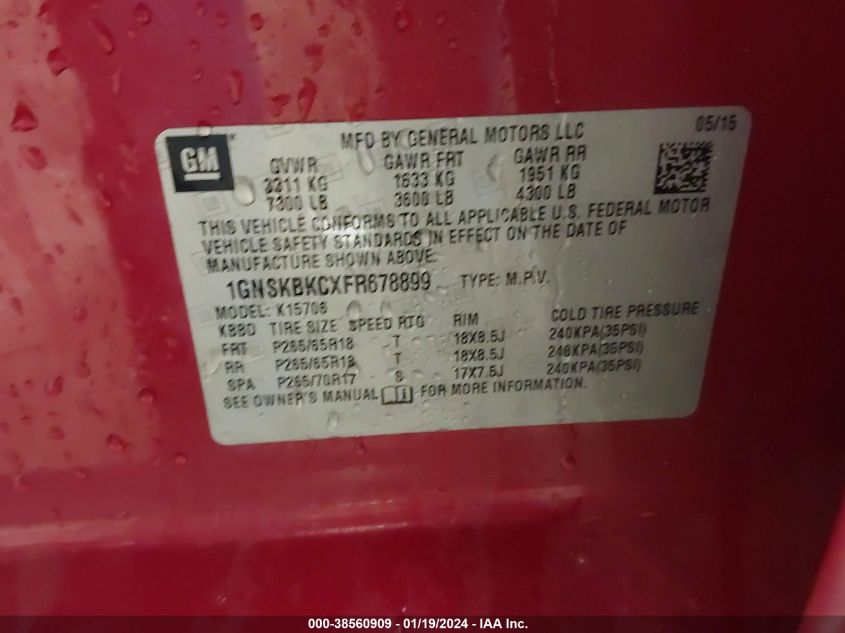 GM ®
MFD BY GENERAL MOTORS LLC 05/15
GVWR GAWR FRT GAWR RR
3311 KG 1633 KG 1951 KG
7300 LB 3600 LB 4300 LB
THIS VEHICLE CONFORMS TO ALL APPLICABLE U.S. FEDERAL MOTOR
VEHICLE SAFETY STANDARDS IN EFFECT ON THE DATE OF
MANUFACTURE SHOWN ABOVE.
1GNSKBKCXFR678899 TYPE: M.P.V.
MODEL: K15706
TIRE SIZE SPEED RTG RIM COLD TIRE PRESSURE
FRT P265/65R18 T 18X8.5J 240KPA(35PSI)
RR P265/65R18 T 18X8.5J 240KPA(35PSI)
SPA P265/70R17 S 17X7.5J 240KPA(35PSI)
SEE OWNER'S MANUAL FOR MORE INFORMATION.
000-38560909 - 01/19/2024 - IAA Inc.